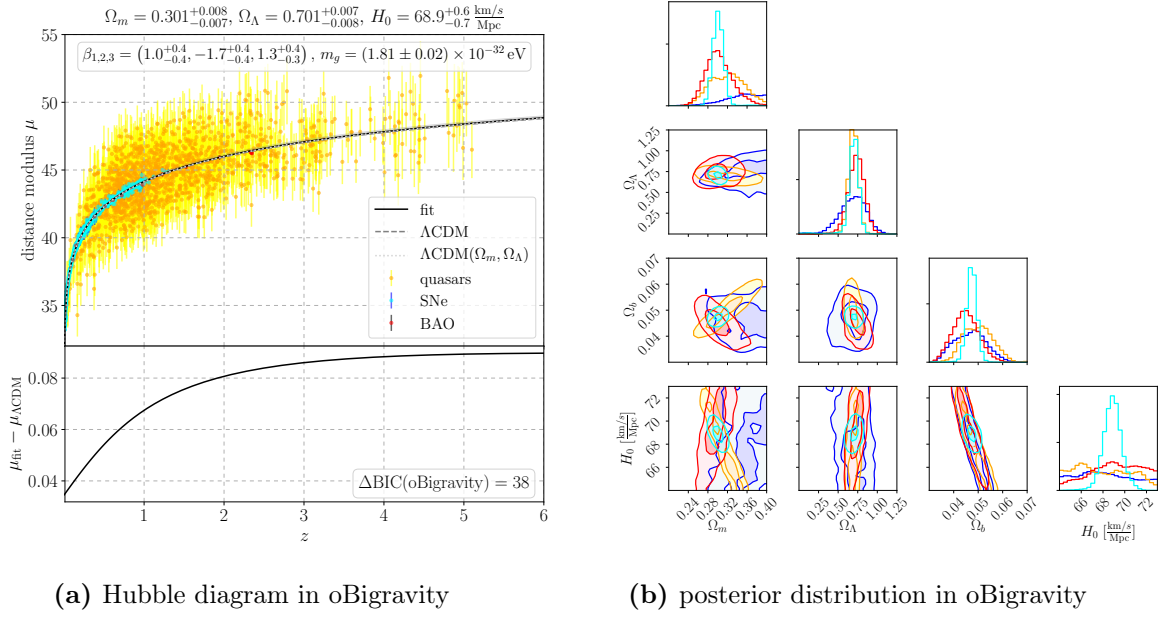 Ω_m = 0.301^{+0.008}_{-0.007}, Ω_Λ = 0.701^{+0.007}_{-0.008}, H_0 = 68.9^{+0.6}_{-0.7} km/s/Mpc
β_{1,2,3} = (1.0^{+0.4}_{-0.4}, −1.7^{+0.4}_{-0.4}, 1.3^{+0.4}_{-0.3}), m_g = (1.81 ± 0.02) × 10^{-32} eV
55
50
45
40
35
distance modulus μ
fit
ΛCDM
ΛCDM(Ω_m, Ω_Λ)
quasars
SNe
BAO
0.08
0.06
0.04
μ_fit − μ_ΛCDM
ΔBIC(oBigravity) = 38
1 2 3 4 5 6
z
(a) Hubble diagram in oBigravity
1.25
1.00
0.75
0.50
0.25
Ω_Λ
0.07
0.06
0.05
0.04
Ω_b
72
70
68
66
H_0 [km/s/Mpc]
0.24 0.28 0.32 0.36 0.40
Ω_m
0.25 0.50 0.75 1.00 1.25
Ω_Λ
0.04 0.05 0.06 0.07
Ω_b
66 68 70 72
H_0 [km/s/Mpc]
(b) posterior distribution in oBigravity